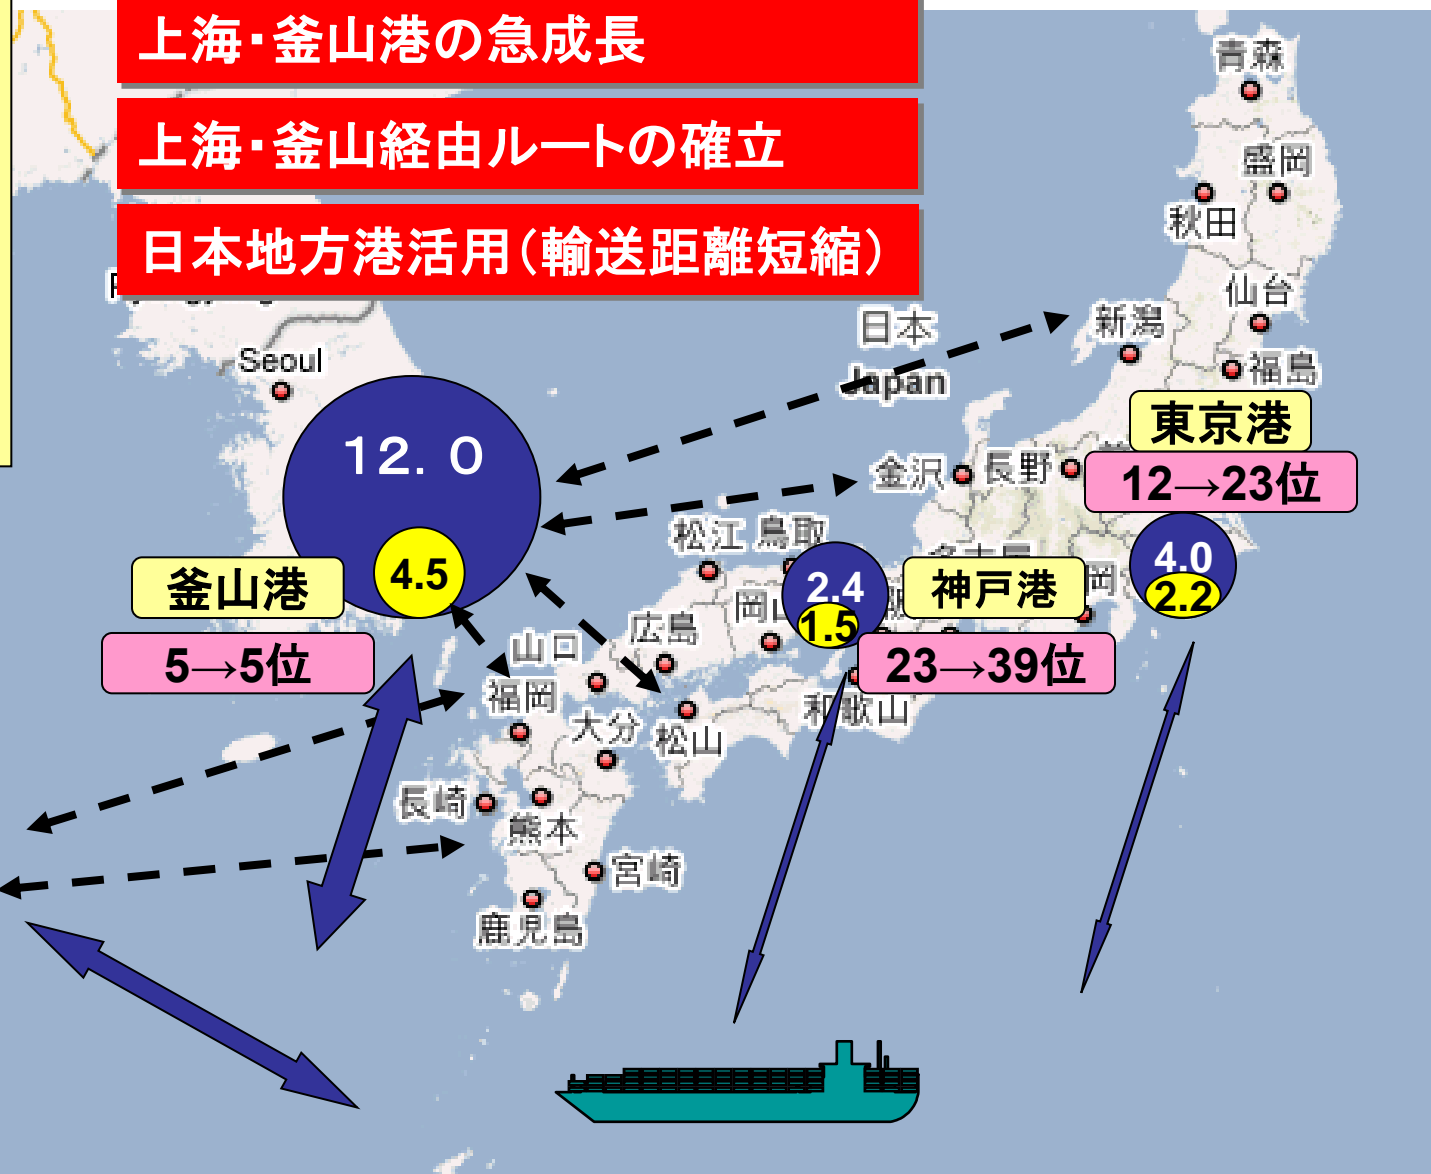 上海・釜山港の急成長
上海・釜山経由ルートの確立
日本地方港活用（輸送距離短縮）
青森
盛岡
秋田
仙台
新潟
福島
日本
Japan
Seoul
東京港
12→23位
12．0
4.5
金沢
長野
松江
鳥取
4.0
2.2
釜山港
5→5位
2.4
1.5
神戸港
23→39位
岡
広島
山口
岡山
福岡
大分
松山
和歌山
長崎
熊本
宮崎
鹿児島